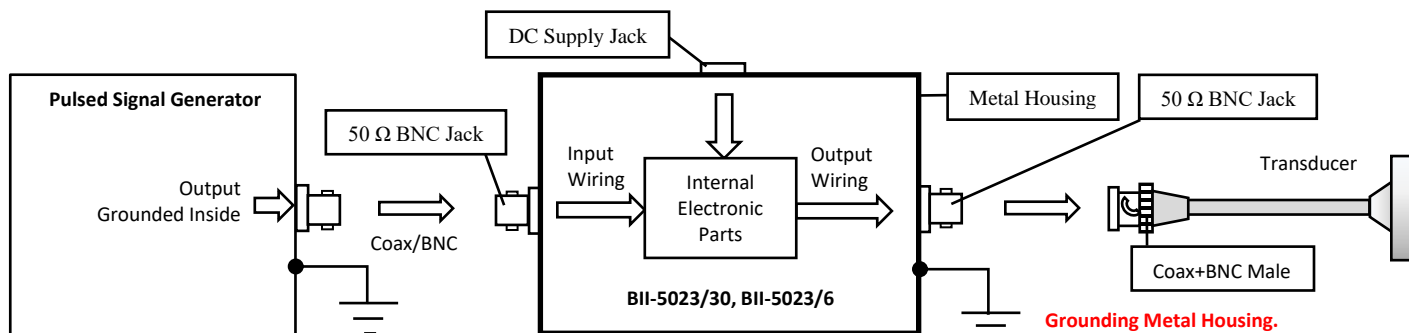 DC Supply Jack
Pulsed Signal Generator
Metal Housing
50 Ω BNC Jack
50 Ω BNC Jack
Input
Wiring
Output
Wiring
Transducer
Output
Grounded Inside
Internal
Electronic
Parts
Coax/BNC
Coax+BNC Male
BII-5023/30, BII-5023/6
Grounding Metal Housing.